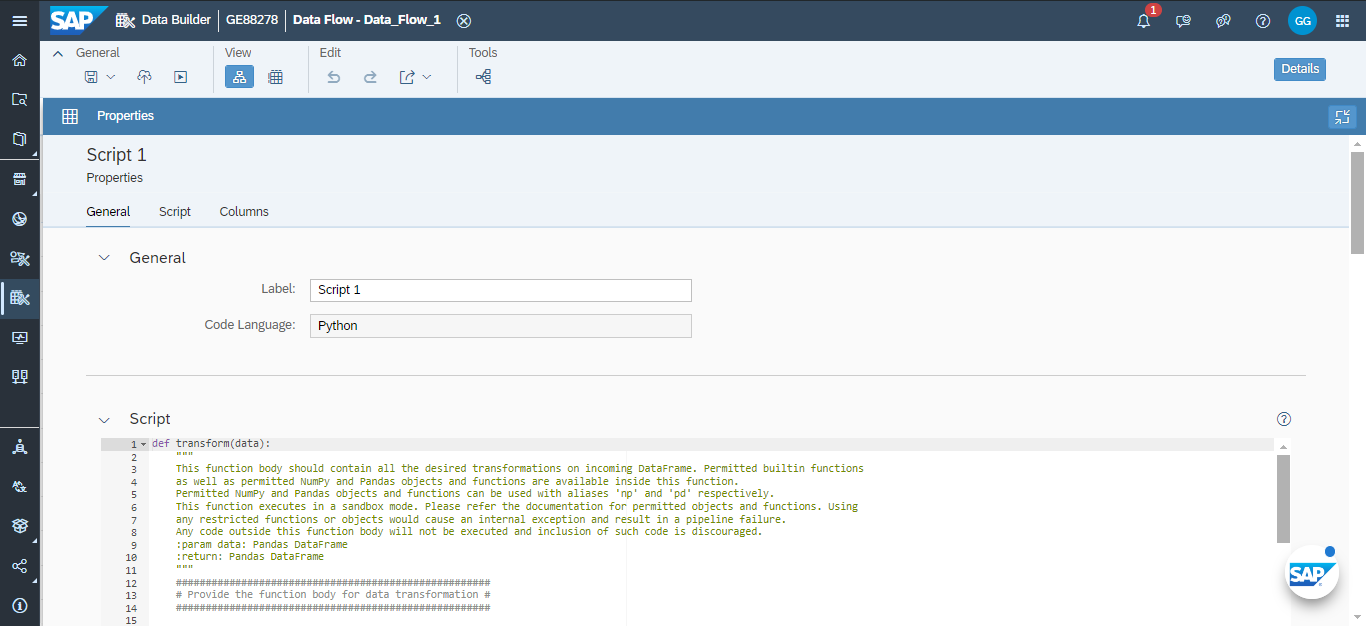 SAP Data Builder GE88278 Data Flow - Data_Flow_1 1 GG
General View Edit Tools
Details
Properties
Script 1
Properties
General Script Columns
General
Label: Script 1
Code Language: Python
Script
1 def transform(data):
2 """
3 This function body should contain all the desired transformations on incoming DataFrame. Permitted builtin functions
4 as well as permitted NumPy and Pandas objects and functions are available inside this function.
5 Permitted NumPy and Pandas objects and functions can be used with aliases 'np' and 'pd' respectively.
6 This function executes in a sandbox mode. Please refer the documentation for permitted objects and functions. Using
7 any restricted functions or objects would cause an internal exception and result in a pipeline failure.
8 Any code outside this function body will not be executed and inclusion of such code is discouraged.
9 :param data: Pandas DataFrame
10 :return: Pandas DataFrame
11 """
12 #####################################################
13 # Provide the function body for data transformation #
14 #####################################################
15
SAP